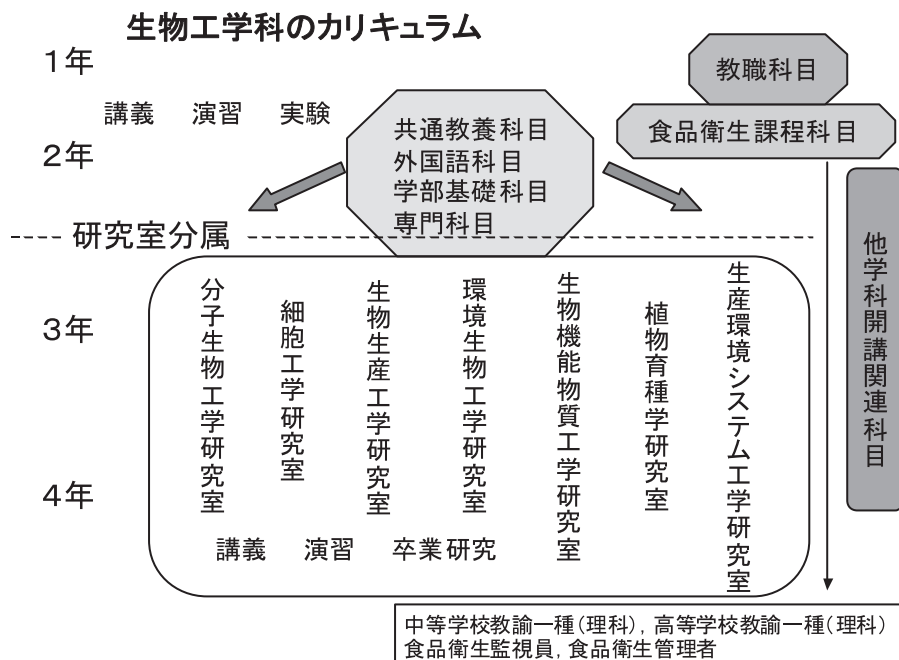 生物工学科のカリキュラム
1年
教職科目
講義 演習 実験
食品衛生課程科目
2年
共通教養科目
外国語科目
学部基礎科目
専門科目
研究室分属
他学科開講関連科目
3年
4年
分子生物工学研究室
細胞工学研究室
生物生産工学研究室
環境生物工学研究室
生物機能物質工学研究室
植物育種学研究室
生産環境システム工学研究室
講義 演習 卒業研究
中等学校教諭一種(理科), 高等学校教諭一種(理科)
食品衛生監視員, 食品衛生管理者